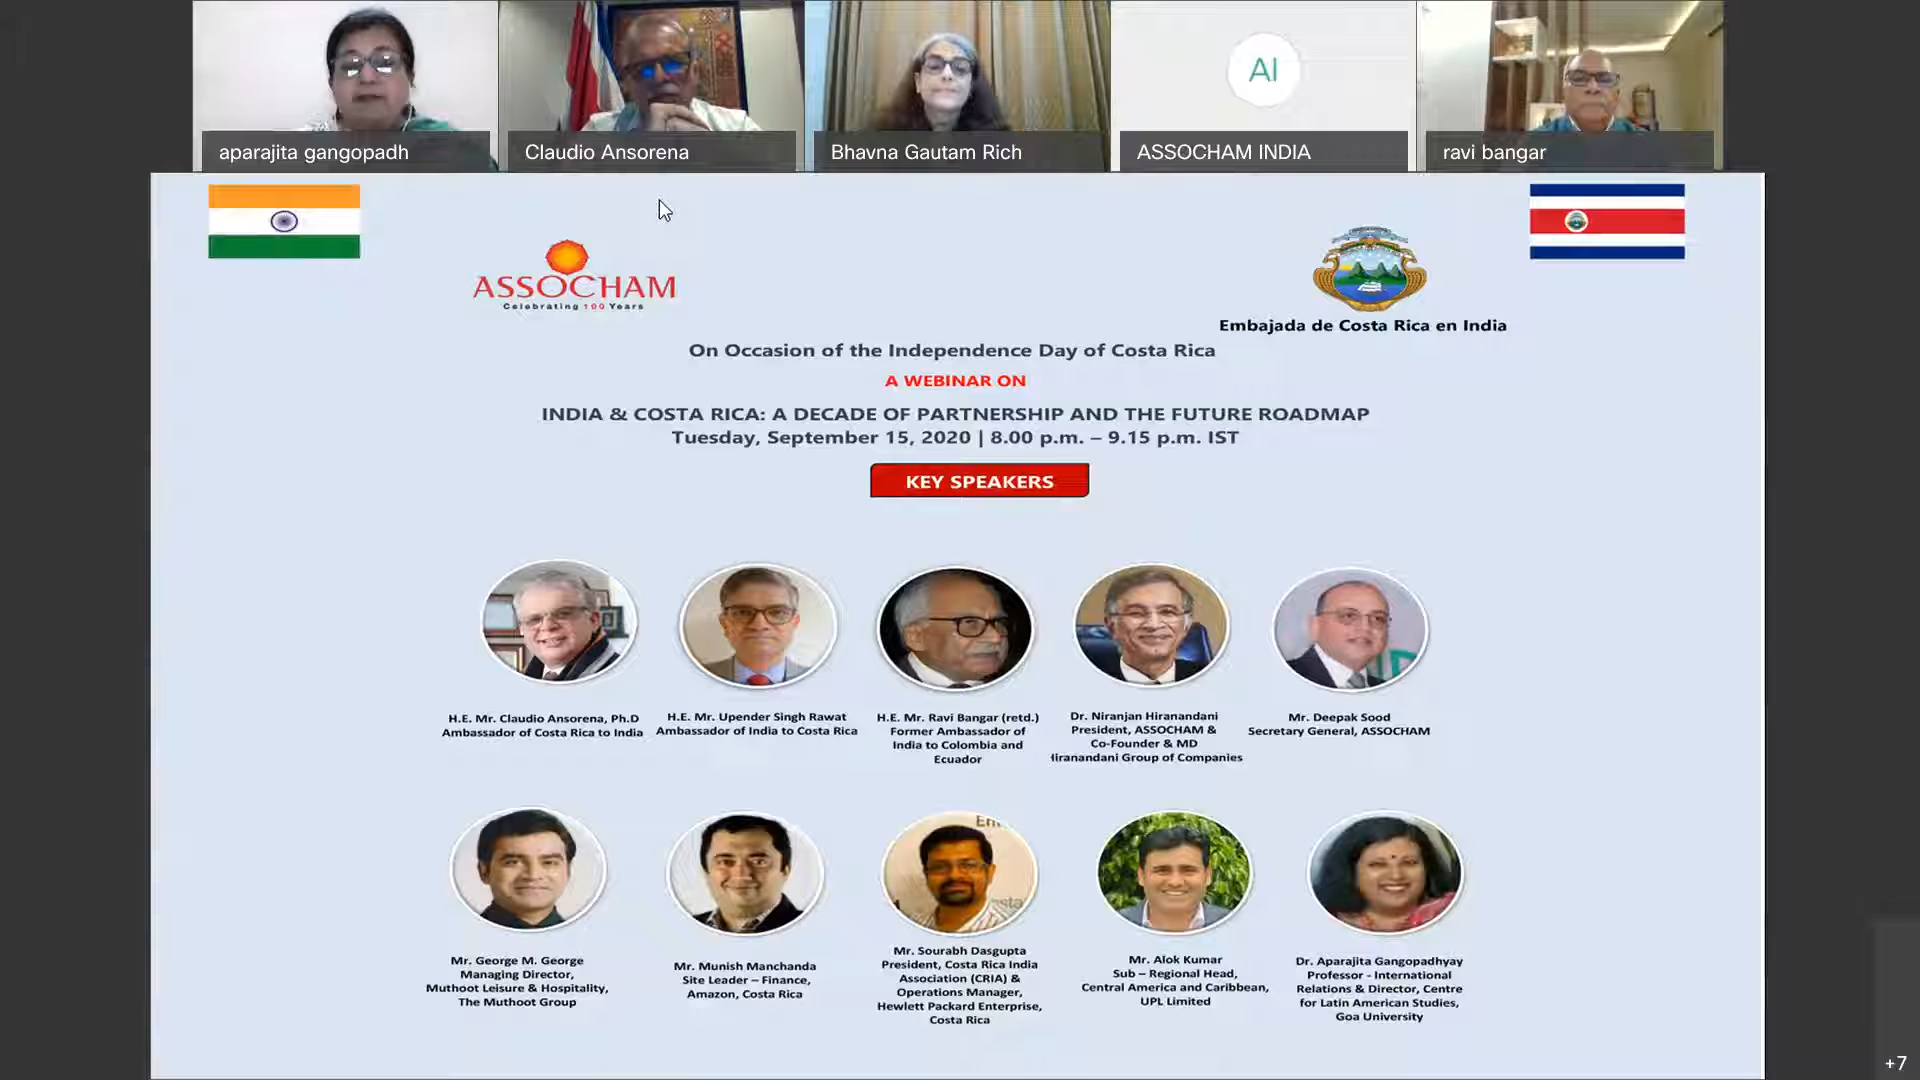 aparajita gangopadh
Claudio Ansorena
Bhavna Gautam Rich
AI
ASSOCHAM INDIA
ravi bangar
ASSOCHAM
Celebrating 100 Years
Embajada de Costa Rica en India
On Occasion of the Independence Day of Costa Rica
A WEBINAR ON
INDIA & COSTA RICA: A DECADE OF PARTNERSHIP AND THE FUTURE ROADMAP
Tuesday, September 15, 2020 | 8.00 p.m. – 9.15 p.m. IST
KEY SPEAKERS
H.E. Mr. Claudio Ansorena, Ph.D
Ambassador of Costa Rica to India
H.E. Mr. Upender Singh Rawat
Ambassador of India to Costa Rica
H.E. Mr. Ravi Bangar (retd.)
Former Ambassador of
India to Colombia and
Ecuador
Dr. Niranjan Hiranandani
President, ASSOCHAM &
Co-Founder & MD
Hiranandani Group of Companies
Mr. Deepak Sood
Secretary General, ASSOCHAM
Mr. George M. George
Managing Director,
Muthoot Leisure & Hospitality,
The Muthoot Group
Mr. Munish Manchanda
Site Leader – Finance,
Amazon, Costa Rica
Mr. Sourabh Dasgupta
President, Costa Rica India
Association (CRIA) &
Operations Manager,
Hewlett Packard Enterprise,
Costa Rica
Mr. Alok Kumar
Sub – Regional Head,
Central America and Caribbean,
UPL Limited
Dr. Aparajita Gangopadhyay
Professor - International
Relations & Director, Centre
for Latin American Studies,
Goa University
+7